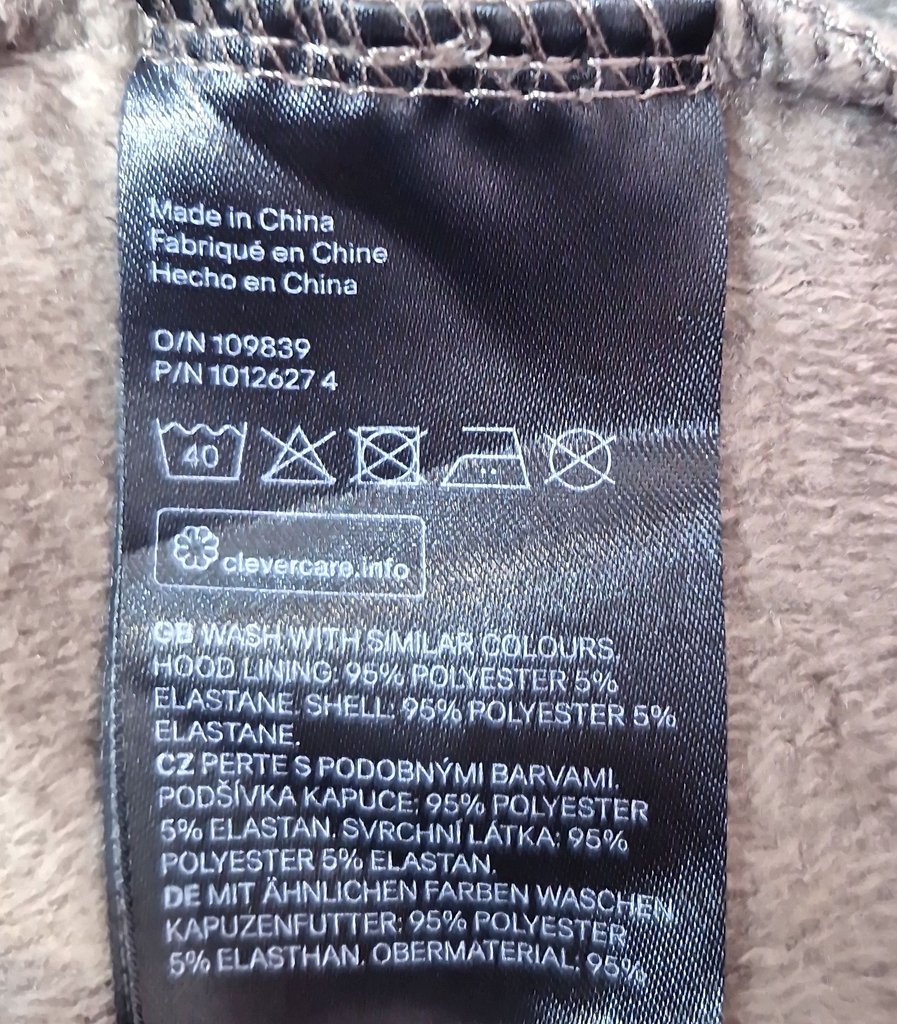 Made in China
Fabriqué en Chine
Hecho en China
O/N 109839
P/N 1012627 4
40
clevercare.info
GB WASH WITH SIMILAR COLOURS.
HOOD LINING: 95% POLYESTER 5%
ELASTANE. SHELL: 95% POLYESTER 5%
ELASTANE.
CZ PERTE S PODOBNÝMI BARVAMI.
PODŠÍVKA KAPUCE: 95% POLYESTER
5% ELASTAN. SVRCHNÍ LÁTKA: 95%
POLYESTER 5% ELASTAN.
DE MIT ÄHNLICHEN FARBEN WASCHEN.
KAPUZENFUTTER: 95% POLYESTER
5% ELASTHAN. OBERMATERIAL: 95%